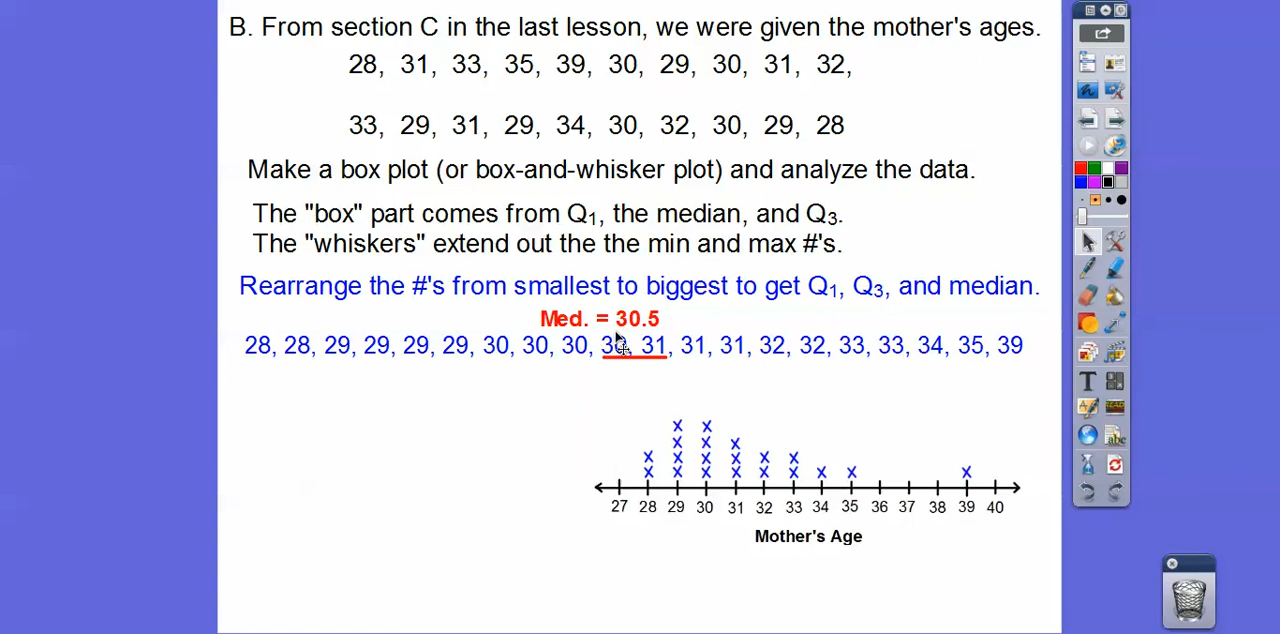 B. From section C in the last lesson, we were given the mother's ages.
28, 31, 33, 35, 39, 30, 29, 30, 31, 32,
33, 29, 31, 29, 34, 30, 32, 30, 29, 28
Make a box plot (or box-and-whisker plot) and analyze the data.
The "box" part comes from Q₁, the median, and Q₃.
The "whiskers" extend out the the min and max #'s.
Rearrange the #'s from smallest to biggest to get Q₁, Q₃, and median.
Med. = 30.5
28, 28, 29, 29, 29, 29, 30, 30, 30, 30, 31, 31, 31, 32, 32, 33, 33, 34, 35, 39
27 28 29 30 31 32 33 34 35 36 37 38 39 40
Mother's Age